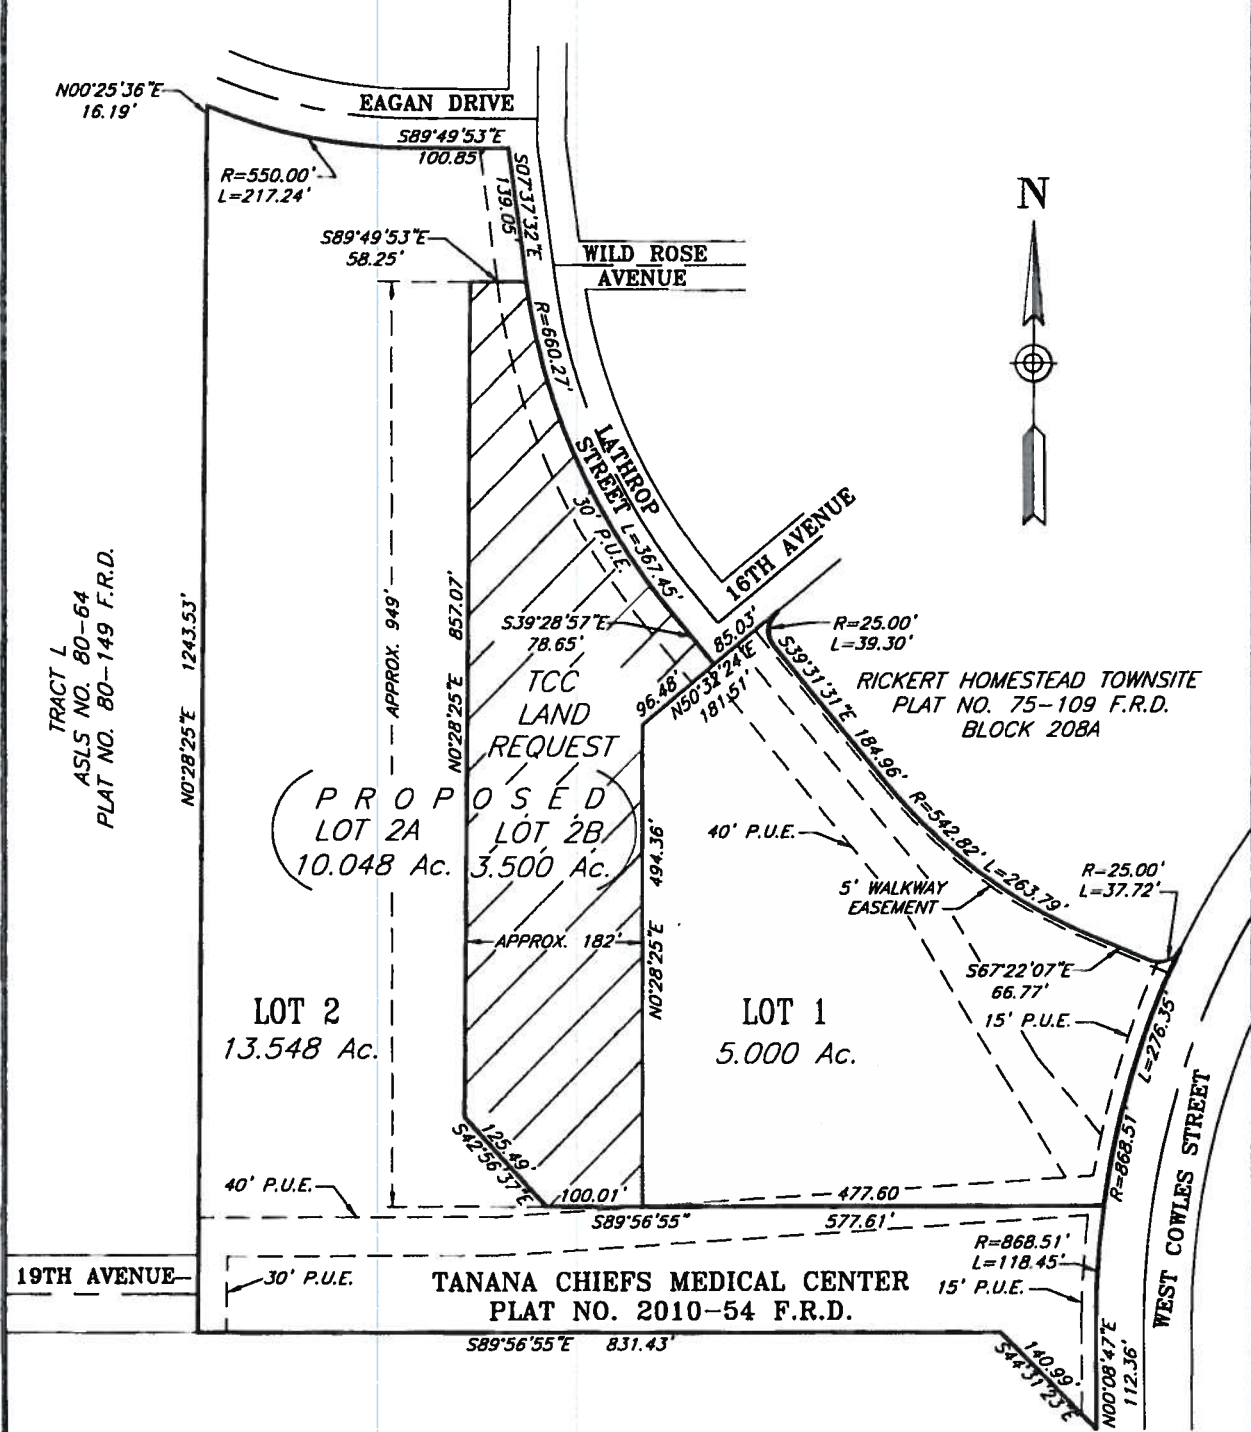 N00°25'36"E
16.19'
EAGAN DRIVE
S89°49'53"E
100.85'
R=550.00'
L=217.24'
S07°37'32"E
139.05'
S89°49'53"E
58.25'
WILD ROSE
AVENUE
N
R=660.27'
LATHROP
STREET
L=367.45'
30' P.U.E.
16TH AVENUE
S39°28'57"E
78.65'
85.03'
R=25.00'
L=39.30'
96.48'
N50°32'24"E
181.51'
S39°31'31"E 184.96'
RICKERT HOMESTEAD TOWNSITE
PLAT NO. 75-109 F.R.D.
BLOCK 208A
TRACT L
ASLS NO. 80-64
PLAT NO. 80-149 F.R.D.
N0°28'25"E 1243.53'
APPROX. 949'
N0°28'25"E 857.07'
TCC
LAND
REQUEST
PROPOSED
LOT 2A LOT 2B
10.048 Ac. 3.500 Ac.
N0°28'25"E 494.36'
40' P.U.E.
R=542.82' L=263.79'
5' WALKWAY
EASEMENT
R=25.00'
L=37.72'
APPROX. 182'
S67°22'07"E
66.77'
15' P.U.E.
LOT 2
13.548 Ac.
LOT 1
5.000 Ac.
R=868.51' L=276.35'
WEST COWLES STREET
125.49'
S42°56'37"E
40' P.U.E.
100.01'
477.60
S89°56'55"
577.61'
R=868.51'
L=118.45'
15' P.U.E.
19TH AVENUE
30' P.U.E.
TANANA CHIEFS MEDICAL CENTER
PLAT NO. 2010-54 F.R.D.
S89°56'55"E 831.43'
140.99'
S44°31'23"E
N00°08'47"E
112.36'